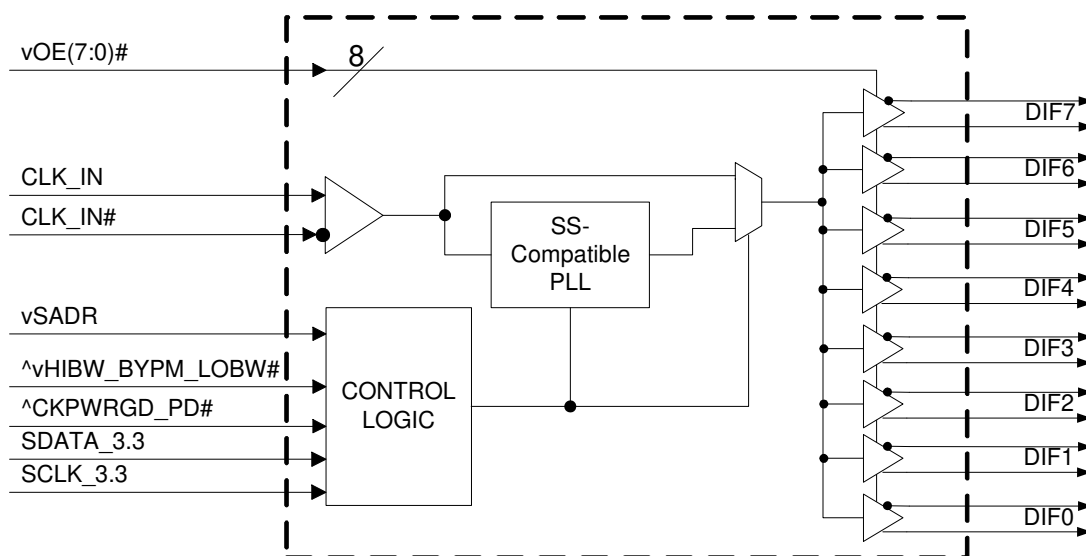 vOE(7:0)#
8
DIF7
CLK_IN
DIF6
CLK_IN#
SS-
Compatible
PLL
DIF5
DIF4
vSADR
DIF3
^vHIBW_BYPM_LOBW#
CONTROL
LOGIC
DIF2
^CKPWRGD_PD#
SDATA_3.3
DIF1
SCLK_3.3
DIF0